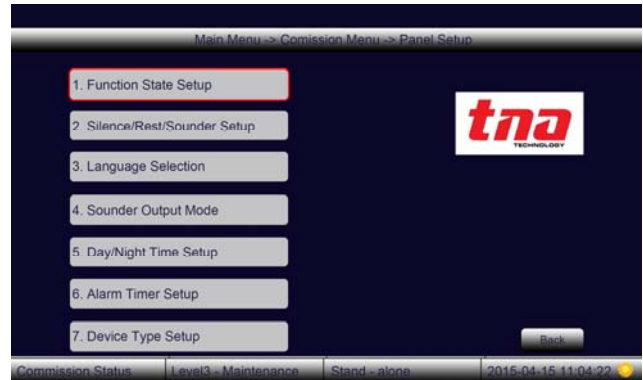 Main Menu -> Comission Menu -> Panel Setup
1. Function State Setup
tna
TECHNOLOGY
2. Silence/Rest/Sounder Setup
3. Language Selection
4. Sounder Output Mode
5. Day/Night Time Setup
6. Alarm Timer Setup
7. Device Type Setup
Back
Commission Status Level3 - Maintenance Stand - alone 2015-04-15 11:04:22